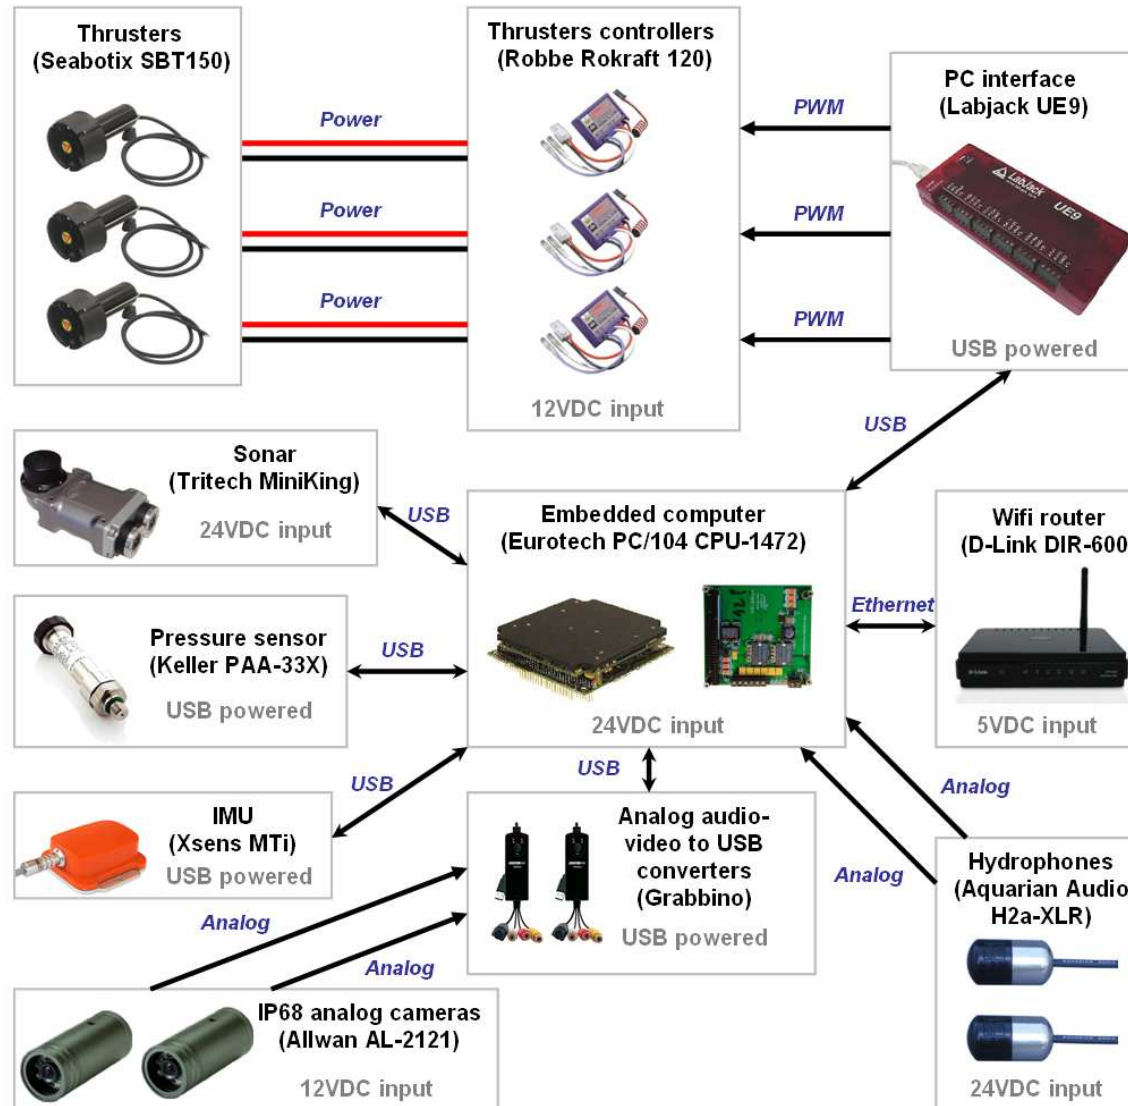 Thrusters
(Seabotix SBT150)
Power
Power
Power
Thrusters controllers
(Robbe Rokraft 120)
12VDC input
PWM
PWM
PWM
PC interface
(Labjack UE9)
LabJack
UE9
USB powered
USB
Sonar
(Tritech MiniKing)
24VDC input
USB
Embedded computer
(Eurotech PC/104 CPU-1472)
24VDC input
Ethernet
Wifi router
(D-Link DIR-600
D-Link
5VDC input
Pressure sensor
(Keller PAA-33X)
USB powered
USB
IMU
(Xsens MTi)
USB powered
USB
USB
Analog audio-
video to USB
converters
(Grabbino)
USB powered
Analog
Analog
Analog
Analog
Hydrophones
(Aquarian Audio
H2a-XLR)
24VDC input
IP68 analog cameras
(Allwan AL-2121)
12VDC input